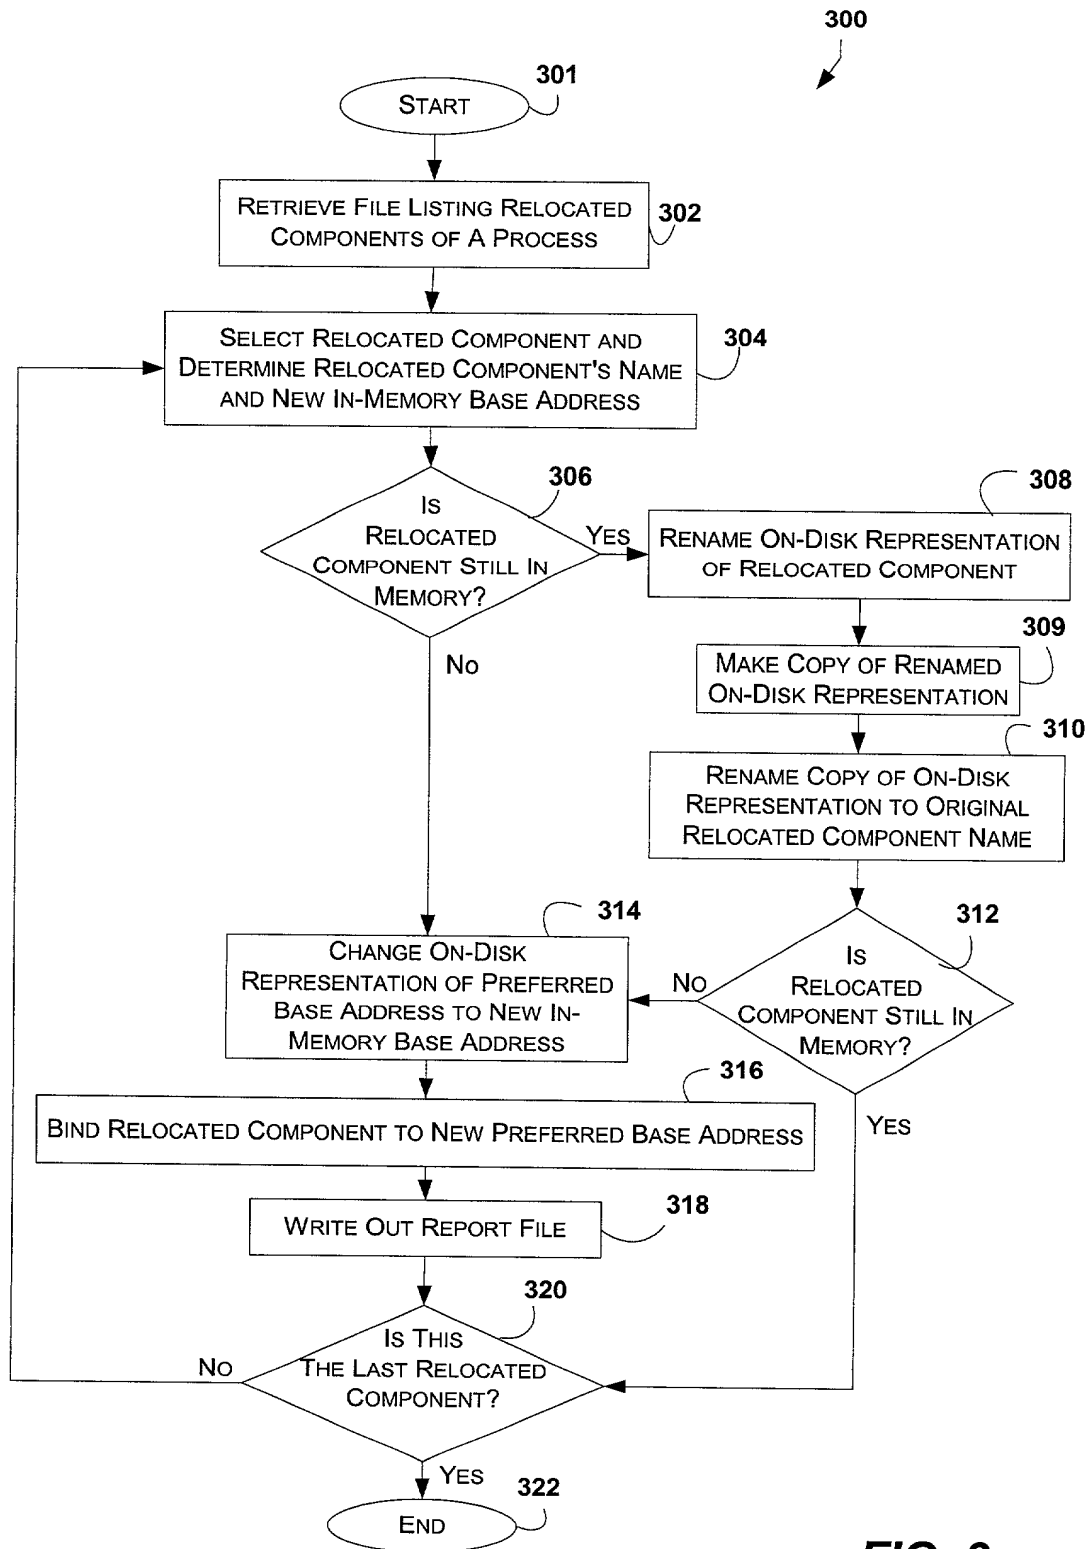 300
301
START
RETRIEVE FILE LISTING RELOCATED
COMPONENTS OF A PROCESS
302
SELECT RELOCATED COMPONENT AND
DETERMINE RELOCATED COMPONENT'S NAME
AND NEW IN-MEMORY BASE ADDRESS
304
306
IS
RELOCATED
COMPONENT STILL IN
MEMORY?
YES
NO
308
RENAME ON-DISK REPRESENTATION
OF RELOCATED COMPONENT
309
MAKE COPY OF RENAMED
ON-DISK REPRESENTATION
310
RENAME COPY OF ON-DISK
REPRESENTATION TO ORIGINAL
RELOCATED COMPONENT NAME
312
IS
RELOCATED
COMPONENT STILL IN
MEMORY?
NO
YES
314
CHANGE ON-DISK
REPRESENTATION OF PREFERRED
BASE ADDRESS TO NEW IN-
MEMORY BASE ADDRESS
316
BIND RELOCATED COMPONENT TO NEW PREFERRED BASE ADDRESS
WRITE OUT REPORT FILE
318
320
IS THIS
THE LAST RELOCATED
COMPONENT?
NO
YES
322
END
FIG.